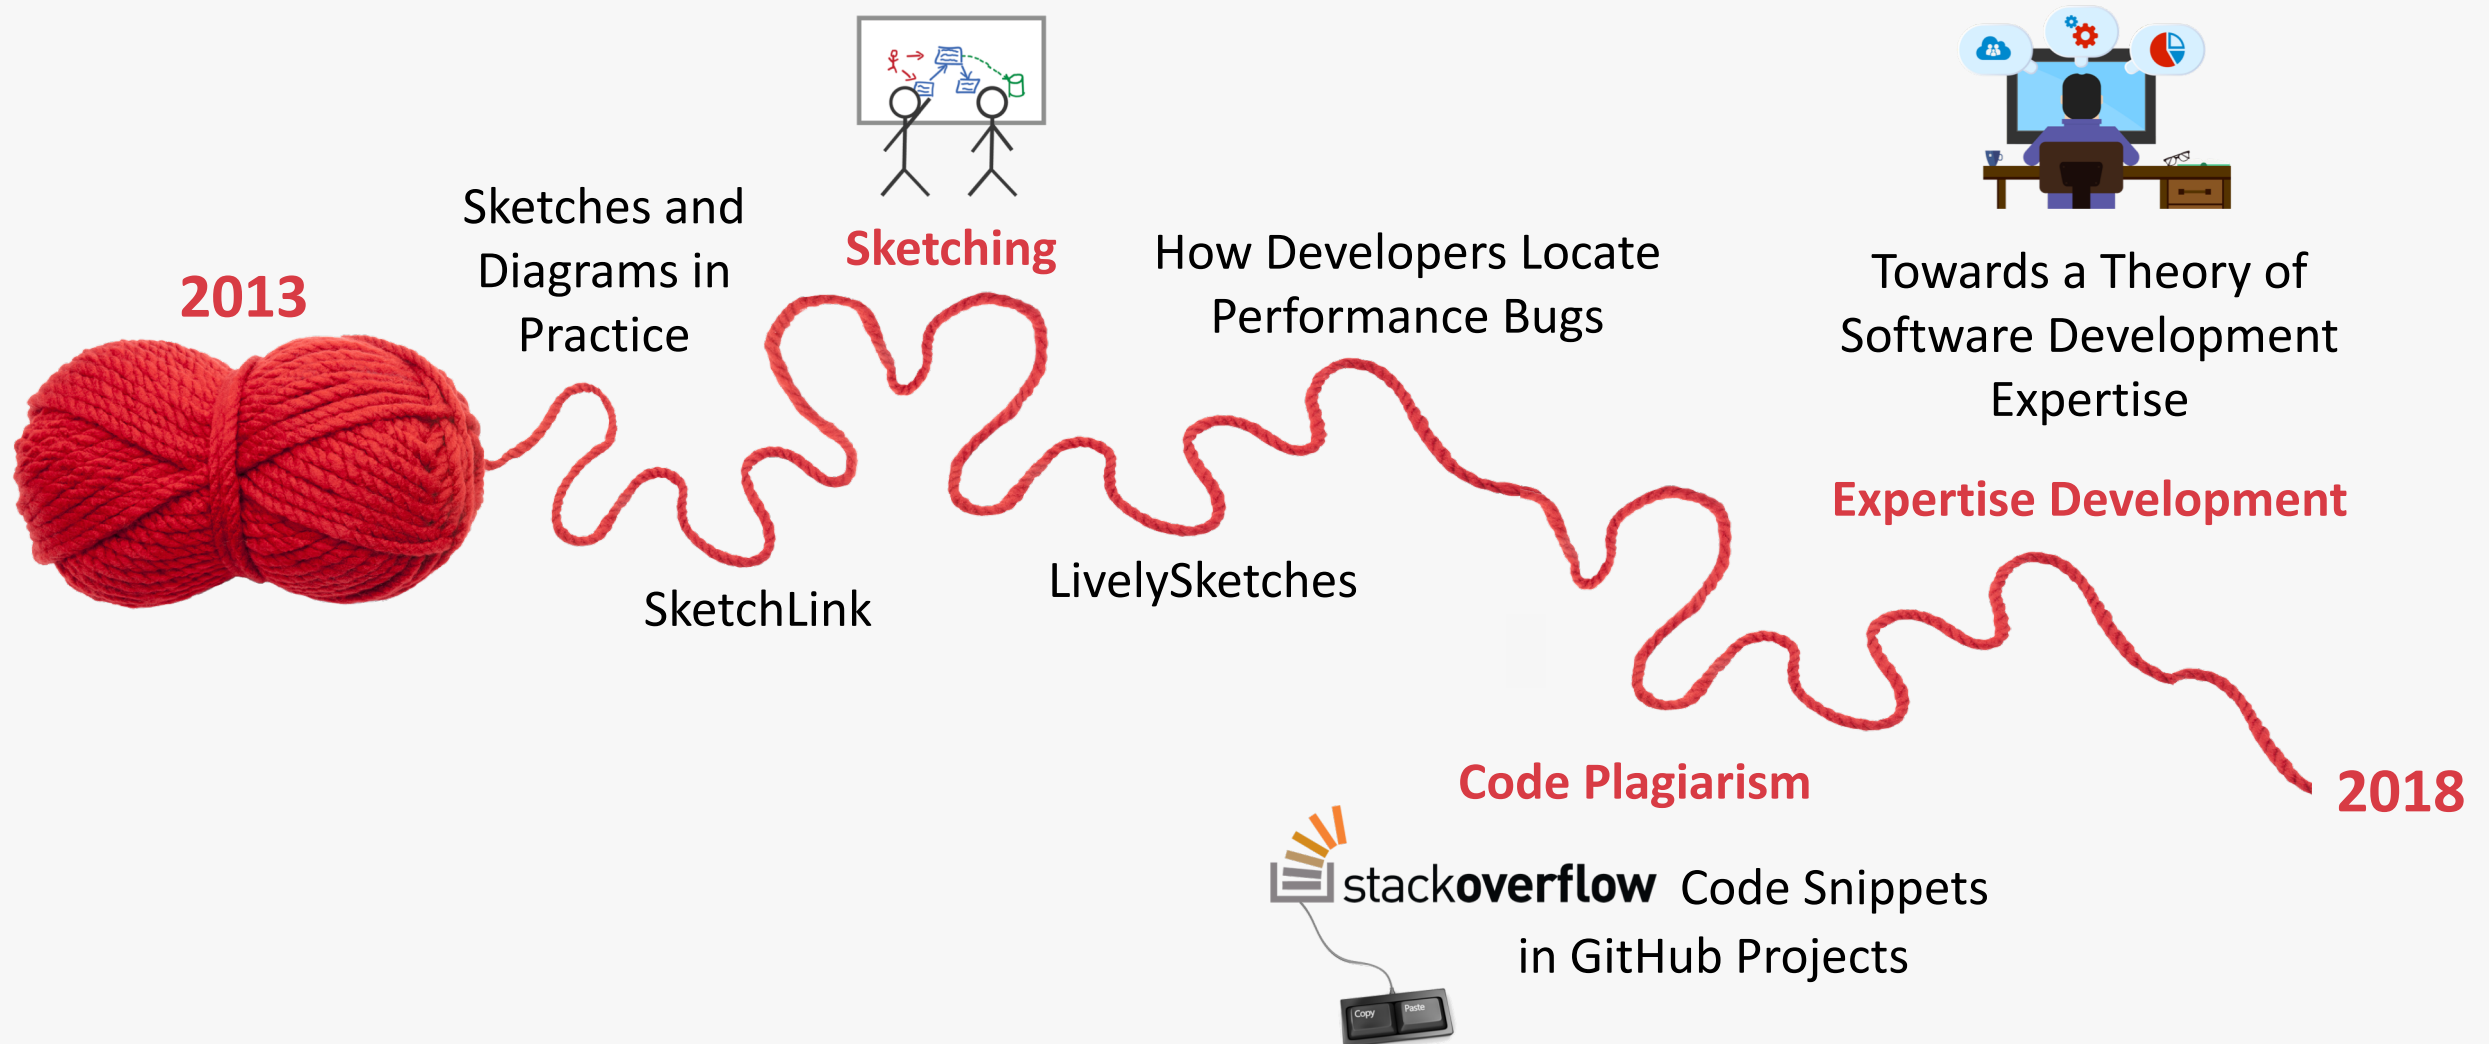 2013
Sketches and
Diagrams in
Practice
SketchLink
Sketching
LivelySketches
How Developers Locate
Performance Bugs
Code Plagiarism
stackoverflow Code Snippets
in GitHub Projects
Copy Paste
Towards a Theory of
Software Development
Expertise
Expertise Development
2018